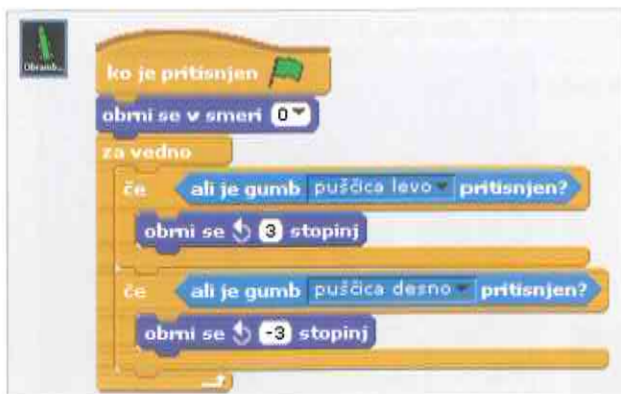 Obramb...
ko je pritisnjen
obrni se v smeri 0
za vedno
če ali je gumb puščica levo pritisnjen?
obrni se 3 stopinj
če ali je gumb puščica desno pritisnjen?
obrni se -3 stopinj